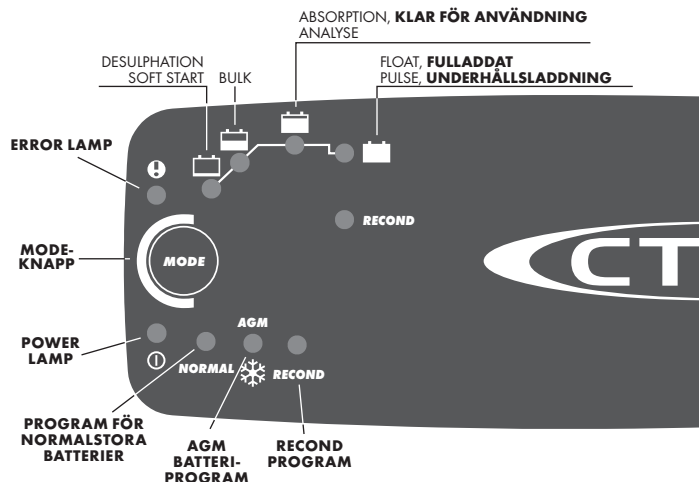 ABSORPTION, KLAR FÖR ANVÄNDNING
ANALYSE
DESULPHATION
SOFT START
BULK
FLOAT, FULLADDAT
PULSE, UNDERHÅLLSLADDNING
ERROR LAMP
RECOND
MODE-
KNAPP
MODE
CT
POWER
LAMP
AGM
NORMAL
RECOND
PROGRAM FÖR
NORMALSTORA
BATTERIER
AGM
BATTERI-
PROGRAM
RECOND
PROGRAM